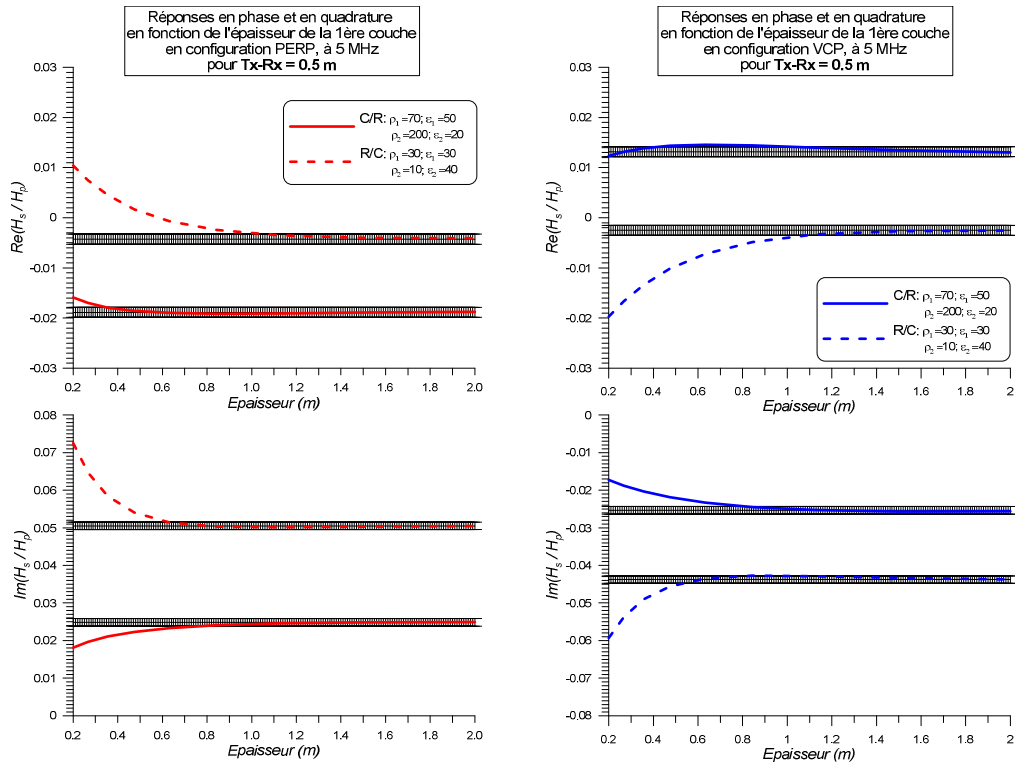 Réponses en phase et en quadrature
en fonction de l'épaisseur de la 1ère couche
en configuration PERP, à 5 MHz
pour Tx-Rx = 0.5 m
0.03
0.02
0.01
0
-0.01
-0.02
-0.03
Re(Hs / Hp)
C/R: ρ1=70; ε1=50
ρ2=200; ε2=20
R/C: ρ1=30; ε1=30
ρ2=10; ε2=40
0.2 0.4 0.6 0.8 1.0 1.2 1.4 1.6 1.8 2.0
Epaisseur (m)
Réponses en phase et en quadrature
en fonction de l'épaisseur de la 1ère couche
en configuration VCP, à 5 MHz
pour Tx-Rx = 0.5 m
0.03
0.02
0.01
0
-0.01
-0.02
-0.03
Re(Hs / Hp)
C/R: ρ1=70; ε1=50
ρ2=200; ε2=20
R/C: ρ1=30; ε1=30
ρ2=10; ε2=40
0.2 0.4 0.6 0.8 1 1.2 1.4 1.6 1.8 2
Epaisseur (m)
0.08
0.07
0.06
0.05
0.04
0.03
0.02
0.01
0
Im(Hs / Hp)
0.2 0.4 0.6 0.8 1.0 1.2 1.4 1.6 1.8 2.0
Epaisseur (m)
0
-0.01
-0.02
-0.03
-0.04
-0.05
-0.06
-0.07
-0.08
Im(Hs / Hp)
0.2 0.4 0.6 0.8 1 1.2 1.4 1.6 1.8 2
Epaisseur (m)